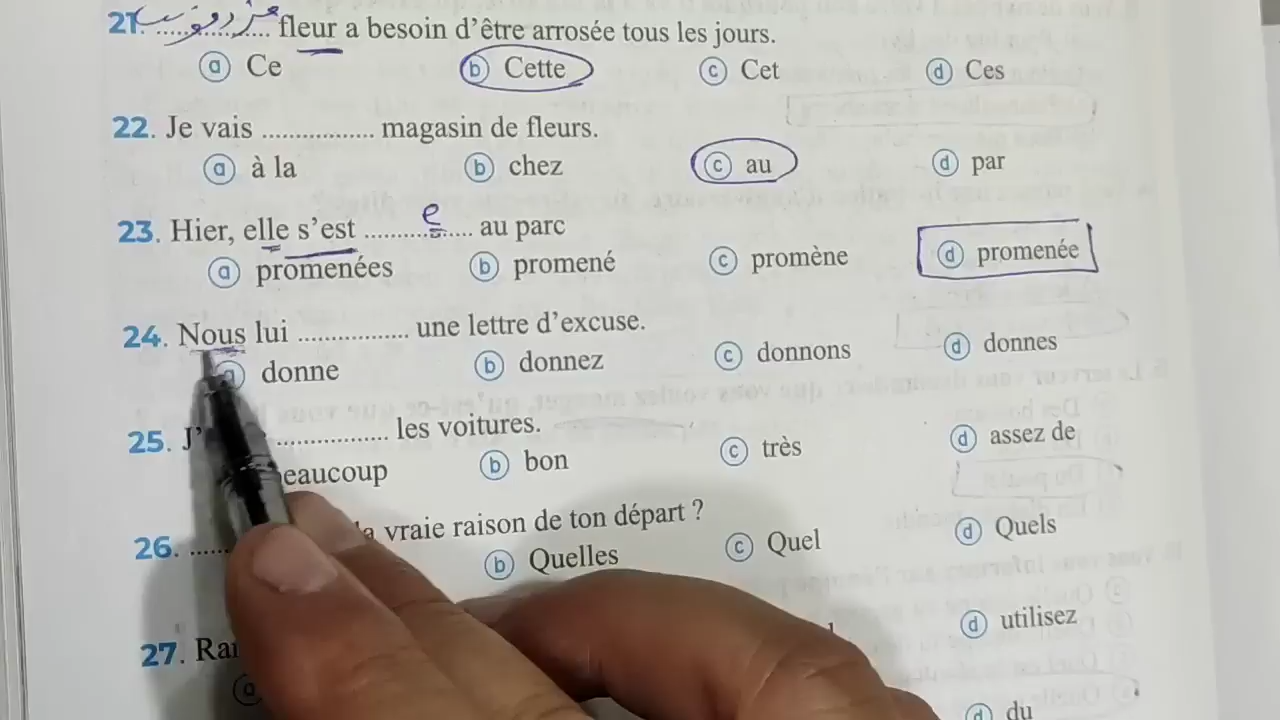 21. ................ fleur a besoin d'être arrosée tous les jours.
a Ce b Cette c Cet d Ces
22. Je vais ................ magasin de fleurs.
a à la b chez c au d par
e
23. Hier, elle s'est ................ au parc
a promenées b promené c promène d promenée
24. Nous lui ................ une lettre d'excuse.
a donne b donnez c donnons d donnes
25. J' ................ les voitures.
eaucoup b bon c très d assez de
26. ...... vraie raison de ton départ ?
b Quelles c Quel d Quels
27.
d utilisez
a d du